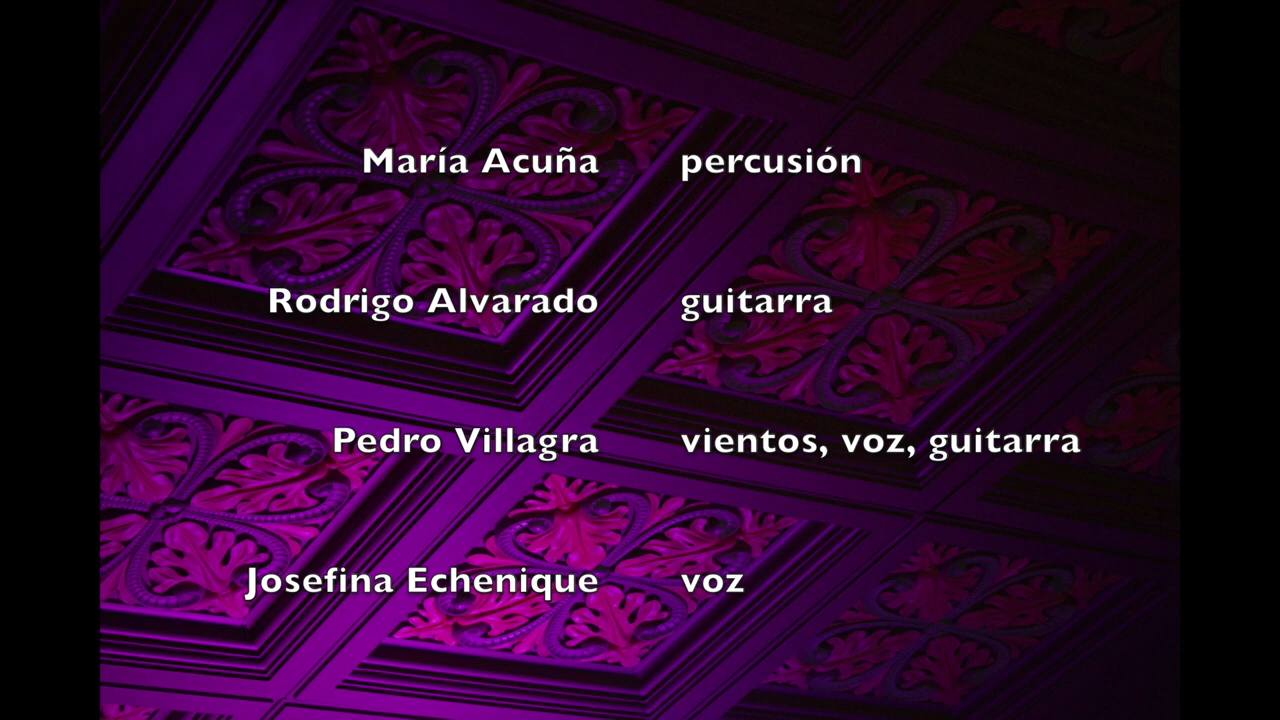 María Acuña percusión
Rodrigo Alvarado guitarra
Pedro Villagra vientos, voz, guitarra
Josefina Echenique voz